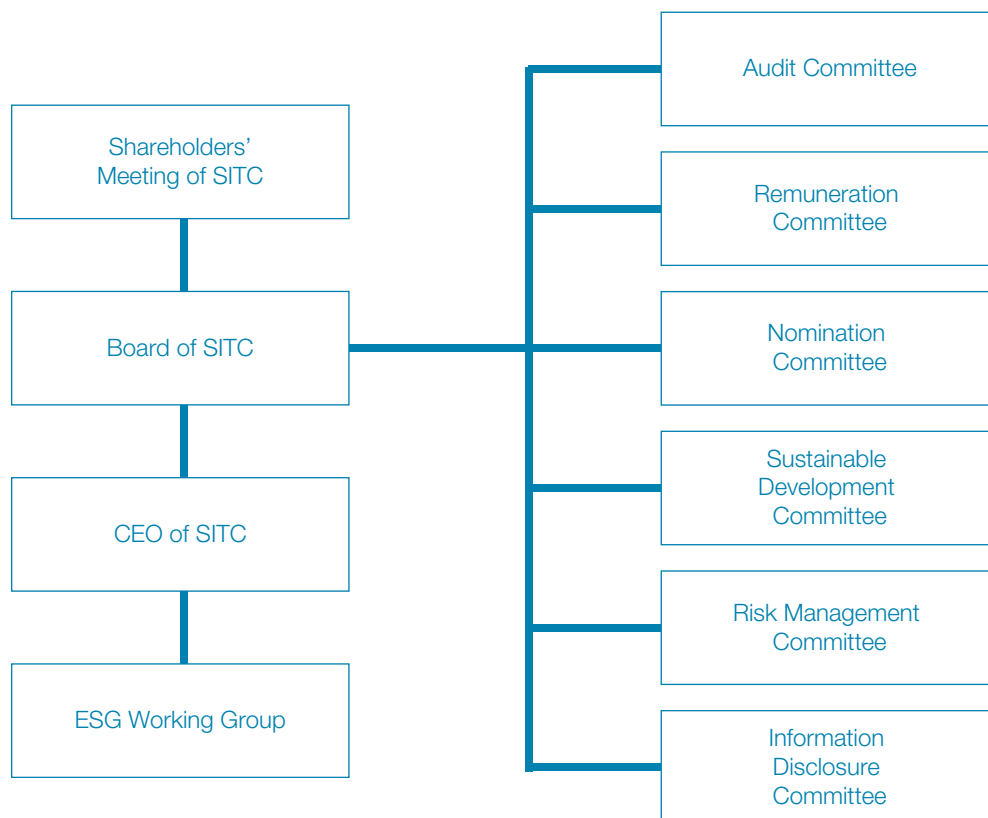 Shareholders'
Meeting of SITC
Board of SITC
CEO of SITC
ESG Working Group
Audit Committee
Remuneration
Committee
Nomination
Committee
Sustainable
Development
Committee
Risk Management
Committee
Information
Disclosure
Committee